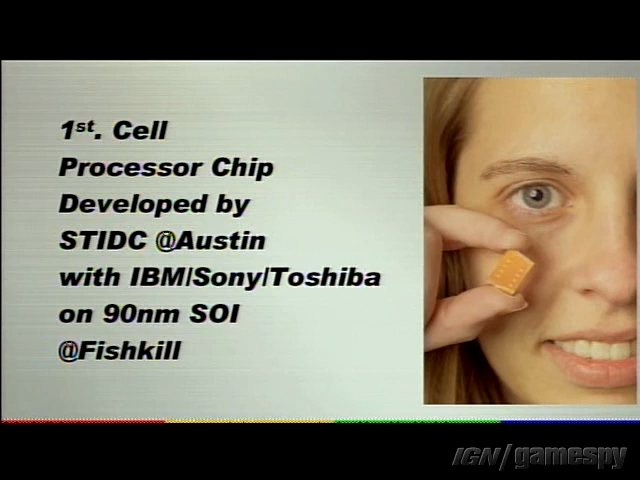 1st. Cell
Processor Chip
Developed by
STIDC @Austin
with IBM/Sony/Toshiba
on 90nm SOI
@Fishkill
IGN/gamespy